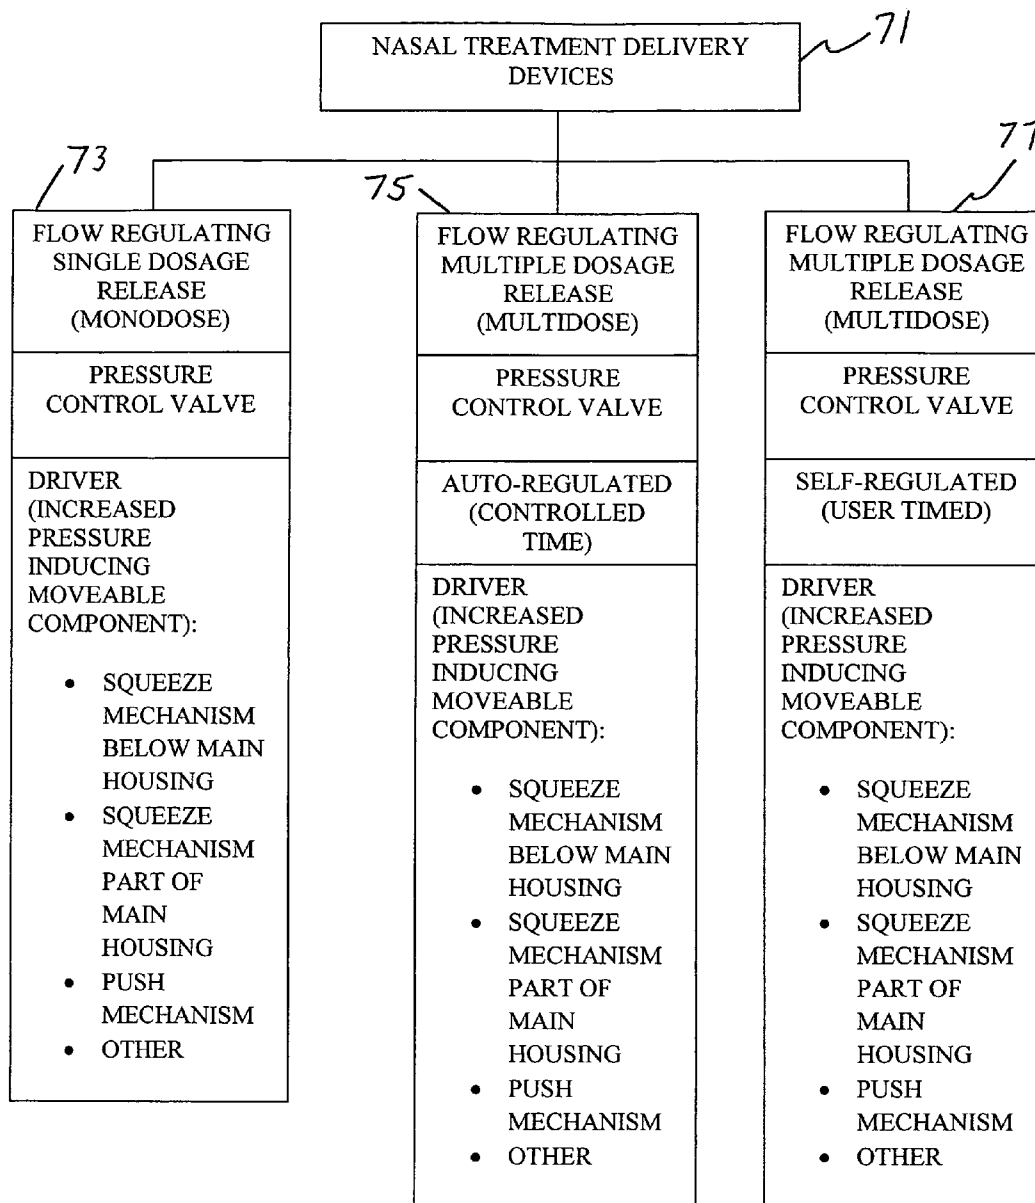 NASAL TREATMENT DELIVERY
DEVICES
71
73
FLOW REGULATING
SINGLE DOSAGE
RELEASE
(MONODOSE)
PRESSURE
CONTROL VALVE
DRIVER
(INCREASED
PRESSURE
INDUCING
MOVEABLE
COMPONENT):
• SQUEEZE
MECHANISM
BELOW MAIN
HOUSING
• SQUEEZE
MECHANISM
PART OF
MAIN
HOUSING
• PUSH
MECHANISM
• OTHER
75
FLOW REGULATING
MULTIPLE DOSAGE
RELEASE
(MULTIDOSE)
PRESSURE
CONTROL VALVE
AUTO-REGULATED
(CONTROLLED
TIME)
DRIVER
(INCREASED
PRESSURE
INDUCING
MOVEABLE
COMPONENT):
• SQUEEZE
MECHANISM
BELOW MAIN
HOUSING
• SQUEEZE
MECHANISM
PART OF
MAIN
HOUSING
• PUSH
MECHANISM
• OTHER
77
FLOW REGULATING
MULTIPLE DOSAGE
RELEASE
(MULTIDOSE)
PRESSURE
CONTROL VALVE
SELF-REGULATED
(USER TIMED)
DRIVER
(INCREASED
PRESSURE
INDUCING
MOVEABLE
COMPONENT):
• SQUEEZE
MECHANISM
BELOW MAIN
HOUSING
• SQUEEZE
MECHANISM
PART OF
MAIN
HOUSING
• PUSH
MECHANISM
• OTHER